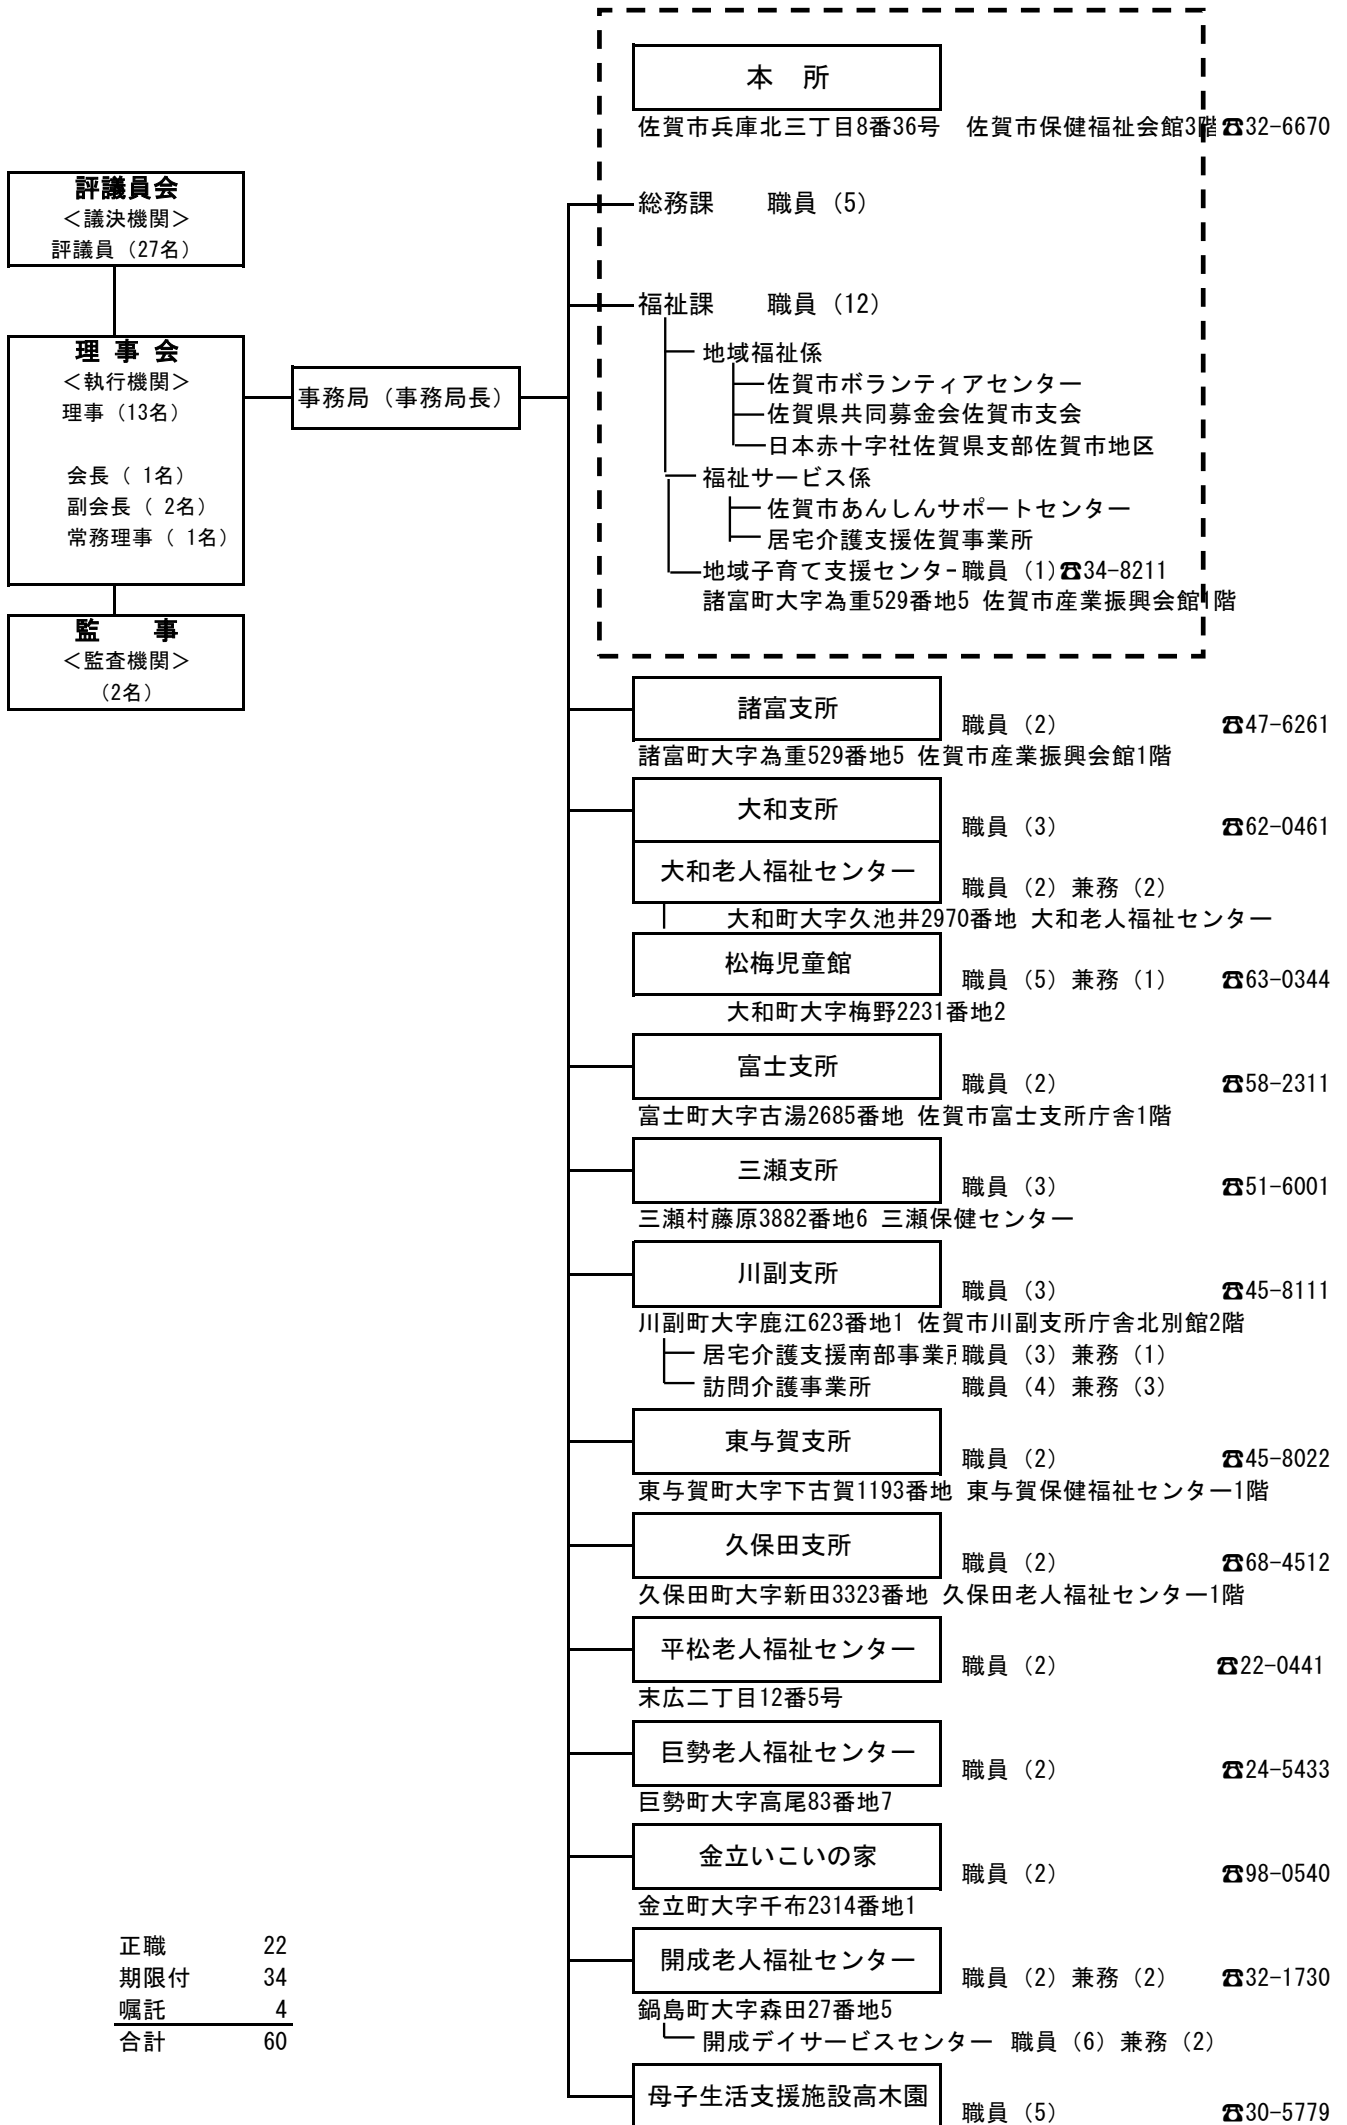 本　所
佐賀市兵庫北三丁目8番36号　佐賀市保健福祉会館3階 ☎32-6670
評議員会
＜議決機関＞
評議員（27名）
理 事 会
＜執行機関＞
理事（13名）
会長（ 1名）
副会長（ 2名）
常務理事（ 1名）
監　　事
＜監査機関＞
（2名）
事務局（事務局長）
総務課　　職員（5）
福祉課　　職員（12）
地域福祉係
佐賀市ボランティアセンター
佐賀県共同募金会佐賀市支会
日本赤十字社佐賀県支部佐賀市地区
福祉サービス係
佐賀市あんしんサポートセンター
居宅介護支援佐賀事業所
地域子育て支援センター職員（1）☎34-8211
諸富町大字為重529番地5 佐賀市産業振興会館1階
諸富支所　職員（2）　☎47-6261
諸富町大字為重529番地5 佐賀市産業振興会館1階
大和支所　職員（3）　☎62-0461
大和老人福祉センター　職員（2）兼務（2）
大和町大字久池井2970番地 大和老人福祉センター
松梅児童館　職員（5）兼務（1）　☎63-0344
大和町大字梅野2231番地2
富士支所　職員（2）　☎58-2311
富士町大字古湯2685番地 佐賀市富士支所庁舎1階
三瀬支所　職員（3）　☎51-6001
三瀬村藤原3882番地6 三瀬保健センター
川副支所　職員（3）　☎45-8111
川副町大字鹿江623番地1 佐賀市川副支所庁舎北別館2階
居宅介護支援南部事業所 職員（3）兼務（1）
訪問介護事業所　職員（4）兼務（3）
東与賀支所　職員（2）　☎45-8022
東与賀町大字下古賀1193番地 東与賀保健福祉センター1階
久保田支所　職員（2）　☎68-4512
久保田町大字新田3323番地 久保田老人福祉センター1階
平松老人福祉センター　職員（2）　☎22-0441
末広二丁目12番5号
巨勢老人福祉センター　職員（2）　☎24-5433
巨勢町大字高尾83番地7
金立いこいの家　職員（2）　☎98-0540
金立町大字千布2314番地1
開成老人福祉センター　職員（2）兼務（2）　☎32-1730
鍋島町大字森田27番地5
開成デイサービスセンター 職員（6）兼務（2）
母子生活支援施設高木園　職員（5）　☎30-5779
正職　22
期限付　34
嘱託　4
合計　60